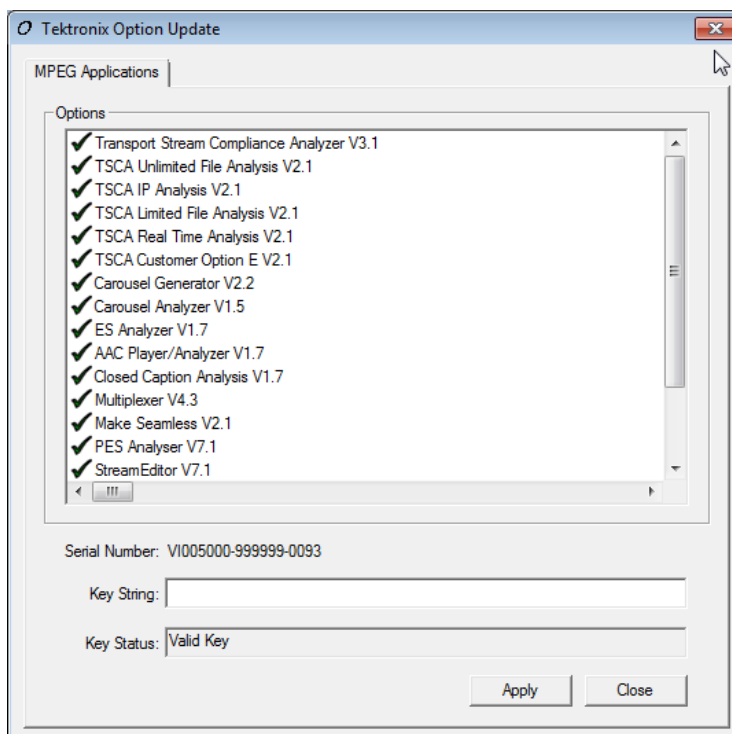 Tektronix Option Update
MPEG Applications
Options
Transport Stream Compliance Analyzer V3.1
TSCA Unlimited File Analysis V2.1
TSCA IP Analysis V2.1
TSCA Limited File Analysis V2.1
TSCA Real Time Analysis V2.1
TSCA Customer Option E V2.1
Carousel Generator V2.2
Carousel Analyzer V1.5
ES Analyzer V1.7
AAC Player/Analyzer V1.7
Closed Caption Analysis V1.7
Multiplexer V4.3
Make Seamless V2.1
PES Analyser V7.1
StreamEditor V7.1
Serial Number: VI005000-999999-0093
Key String:
Key Status: Valid Key
Apply Close